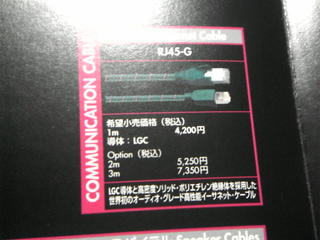 Cable
RJ45-G
COMMUNICATION CAB
希望小売価格(税込)
1m 4,200円
導体:LGC
Option(税込)
2m 5,250円
3m 7,350円
LGC導体と高密度ソリッド・ポリエチレン絶縁体を採用した
世界初のオーディオ・グレード高性能イーサネット・ケーブル
Speaker Cables